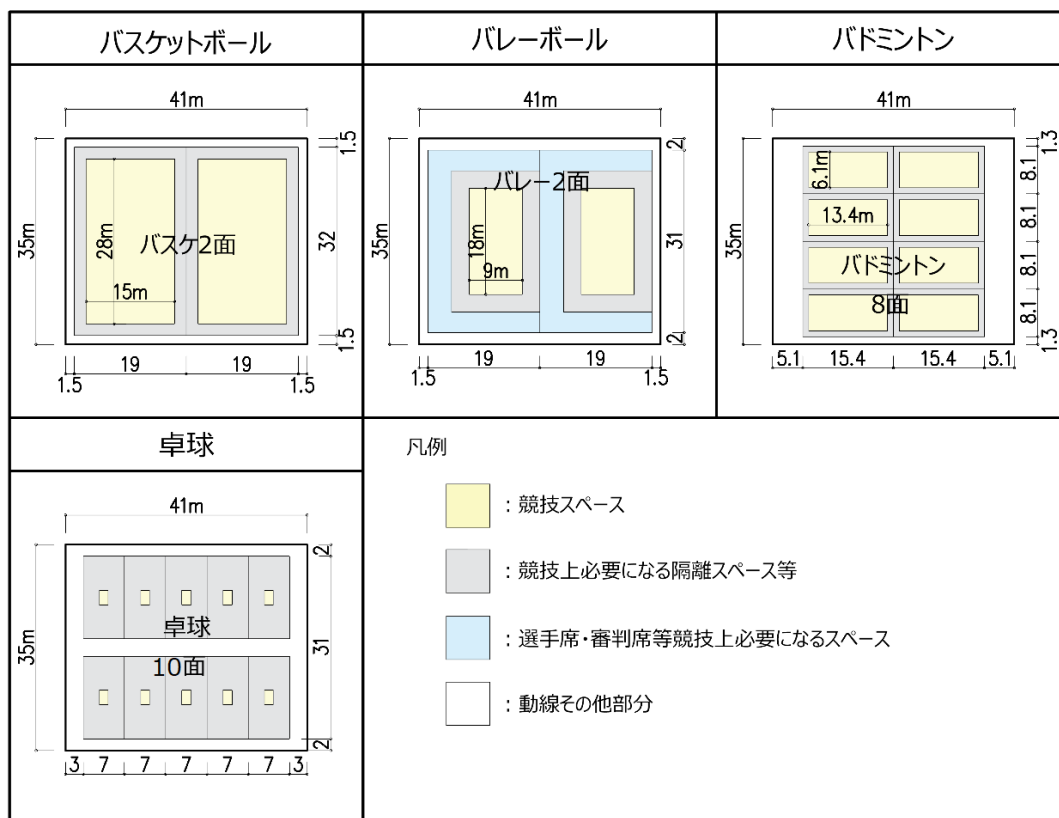 バスケットボール
バレーボール
バドミントン
41m
35m
1.5
32
1.5
28m
バスケ2面
15m
1.5
19
19
1.5
41m
35m
2
31
2
バレー2面
18m
9m
1.5
19
19
1.5
41m
35m
1.3
8.1
8.1
8.1
8.1
1.3
6.1m
13.4m
バドミントン
8面
5.1
15.4
15.4
5.1
卓球
41m
35m
2
31
2
卓球
10面
3
7
7
7
7
7
3
凡例
:競技スペース
:競技上必要になる隔離スペース等
:選手席・審判席等競技上必要になるスペース
:動線その他部分